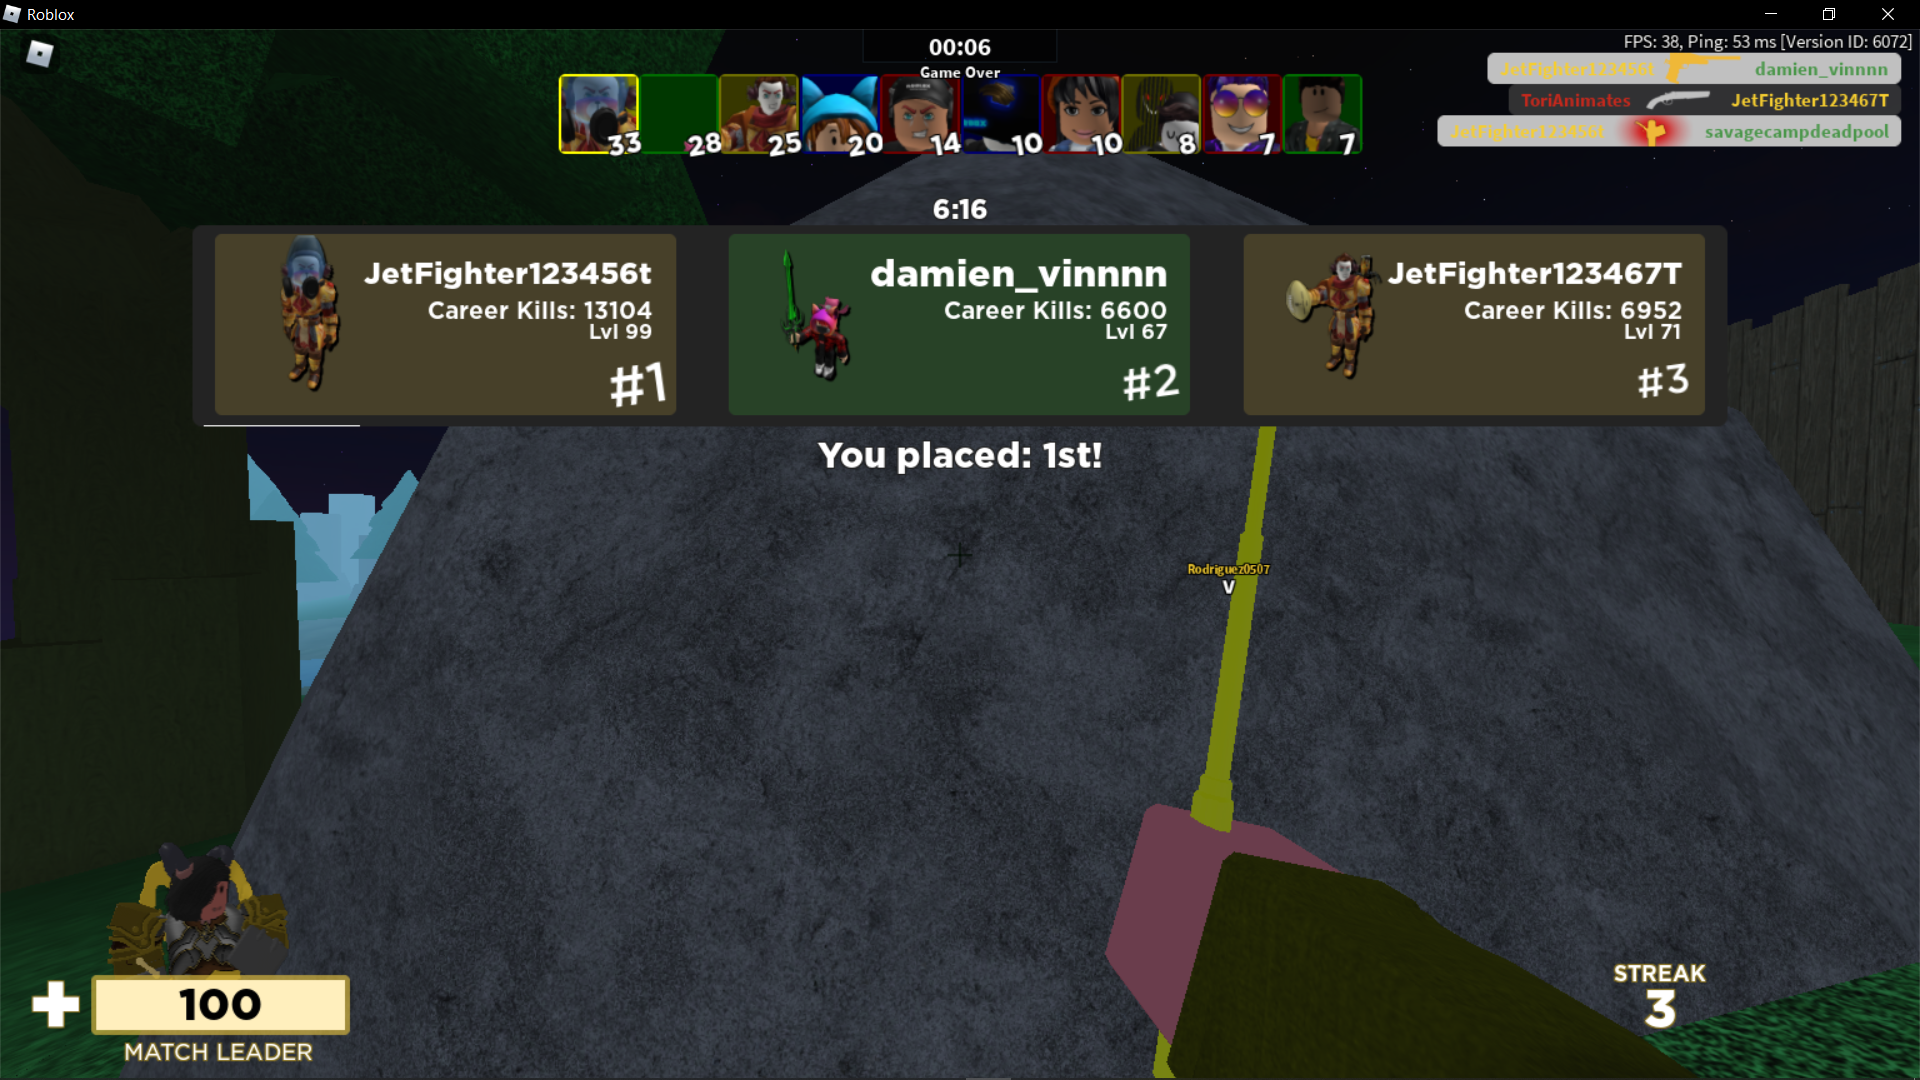 Roblox
00:06
Game Over
FPS: 38, Ping: 53 ms [Version ID: 6072]
JetFighter123456t damien_vinnnn
ToriAnimates JetFighter123467T
JetFighter123456t savagecampdeadpool
33 28 25 20 14 10 10 8 7 7
6:16
JetFighter123456t
Career Kills: 13104
Lvl 99
#1
damien_vinnnn
Career Kills: 6600
Lvl 67
#2
JetFighter123467T
Career Kills: 6952
Lvl 71
#3
You placed: 1st!
Rodriguez0507
V
100
MATCH LEADER
STREAK
3